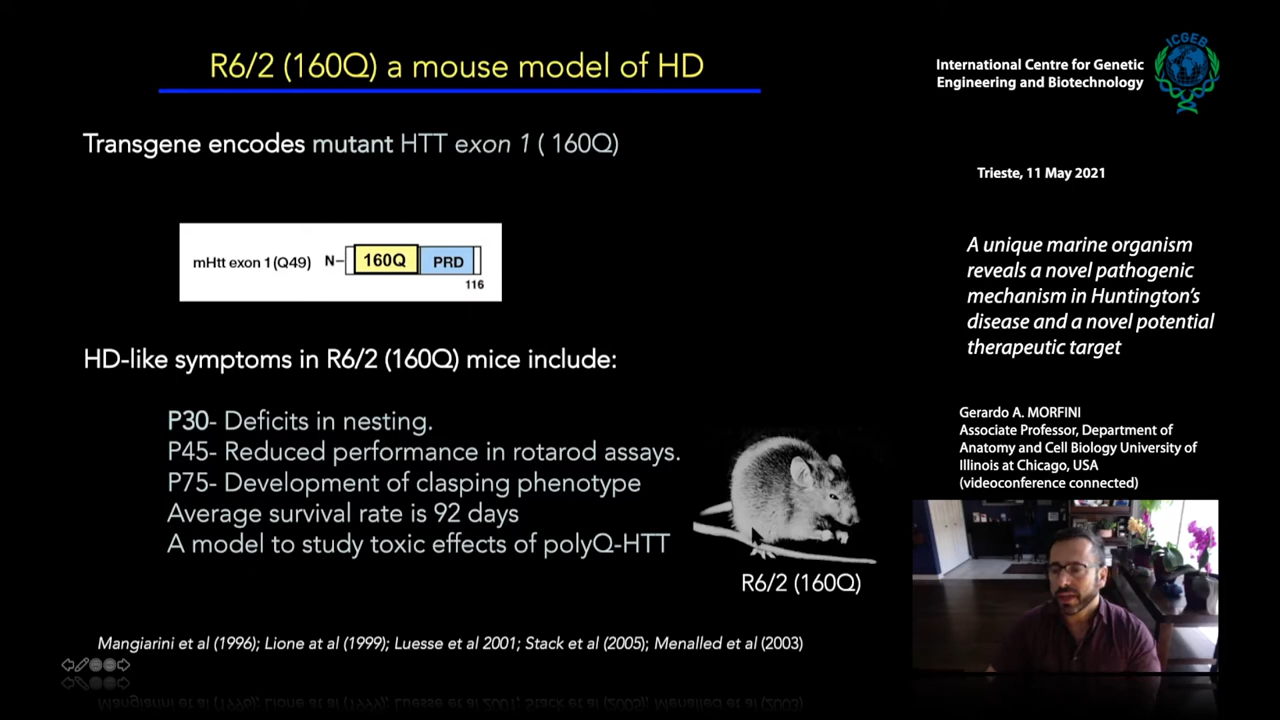 R6/2 (160Q) a mouse model of HD
Transgene encodes mutant HTT exon 1 ( 160Q)
mHtt exon 1(Q49) N- 160Q PRD
116
HD-like symptoms in R6/2 (160Q) mice include:
P30- Deficits in nesting.
P45- Reduced performance in rotarod assays.
P75- Development of clasping phenotype
Average survival rate is 92 days
A model to study toxic effects of polyQ-HTT
R6/2 (160Q)
Mangiarini et al (1996); Lione at al (1999); Luesse et al 2001; Stack et al (2005); Menalled et al (2003)
International Centre for Genetic
Engineering and Biotechnology
ICGEB
Trieste, 11 May 2021
A unique marine organism
reveals a novel pathogenic
mechanism in Huntington's
disease and a novel potential
therapeutic target
Gerardo A. MORFINI
Associate Professor, Department of
Anatomy and Cell Biology University of
Illinois at Chicago, USA
(videoconference connected)